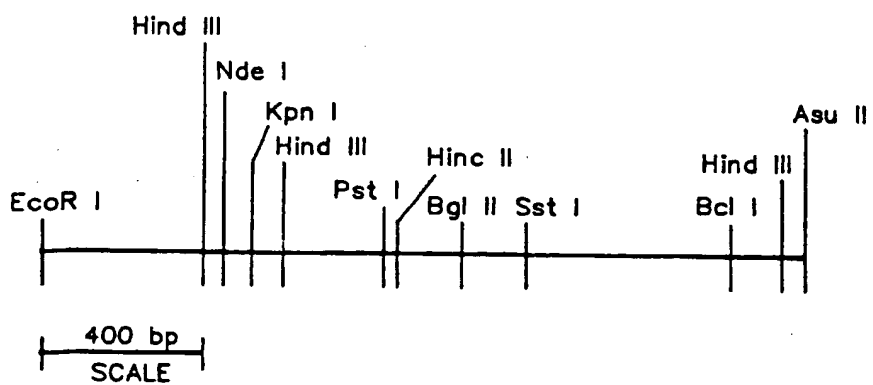 Hind III
Nde I
Kpn I
Asu II
Hind III
Hinc II
Hind III
Pst I
EcoR I
Bgl II
Sst I
Bcl I
400 bp
SCALE